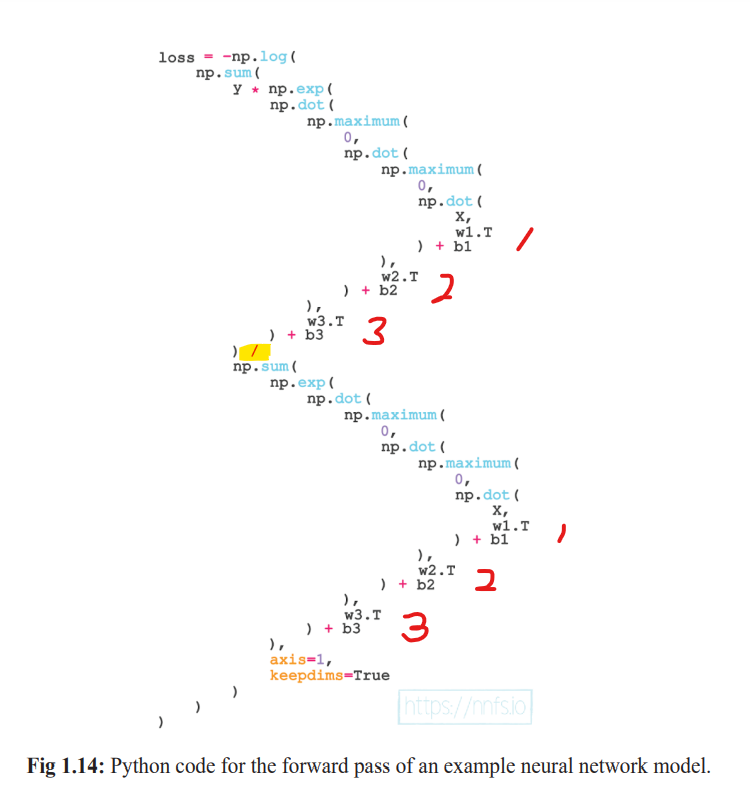 loss = -np.log(
np.sum(
y * np.exp(
np.dot(
np.maximum(
0,
np.dot(
np.maximum(
0,
np.dot(
X,
w1.T
) + b1 1
),
w2.T
) + b2 2
),
w3.T
) + b3 3
) /
np.sum(
np.exp(
np.dot(
np.maximum(
0,
np.dot(
np.maximum(
0,
np.dot(
X,
w1.T
) + b1 1
),
w2.T
) + b2 2
),
w3.T
) + b3 3
),
axis=1,
keepdims=True
)
)
)
https://nnfs.io
Fig 1.14: Python code for the forward pass of an example neural network model.